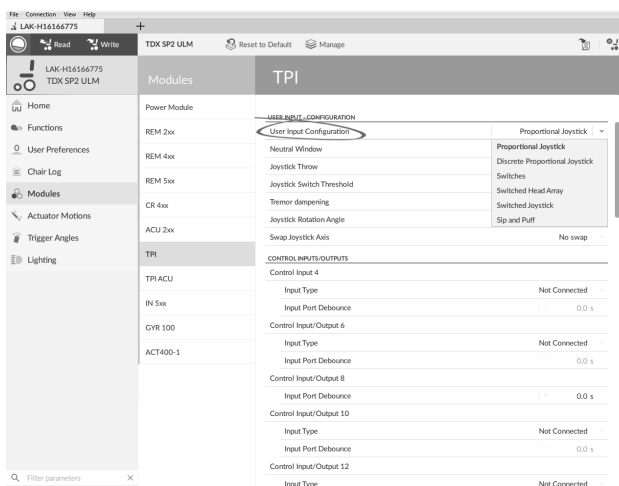 File Connection View Help
LAK-H16166775 +
Read Write TDX SP2 ULM Reset to Default Manage
LAK-H16166775
TDX SP2 ULM
Modules
TPI
Home
Functions
User Preferences
Chair Log
Modules
Actuator Motions
Trigger Angles
Lighting
Filter parameters
Power Module
REM 2xx
REM 4xx
REM 5xx
CR 4xx
ACU 2xx
TPI
TPI ACU
IN 5xx
GYR 100
ACT400-1
USER INPUT - CONFIGURATION
User Input Configuration Proportional Joystick
Proportional Joystick
Discrete Proportional Joystick
Switches
Switched Head Array
Switched Joystick
Sip and Puff
Neutral Window
Joystick Throw
Joystick Switch Threshold
Tremor dampening
Joystick Rotation Angle
Swap Joystick Axis No swap
CONTROL INPUTS/OUTPUTS
Control Input 4
Input Type Not Connected
Input Port Debounce 0.0 s
Control Input/Output 6
Input Type Not Connected
Input Port Debounce 0.0 s
Control Input/Output 8
Input Port Debounce - + 0.0 s
Control Input/Output 10
Input Type Not Connected
Input Port Debounce 0.0 s
Control Input/Output 12
Input Type Not Connected